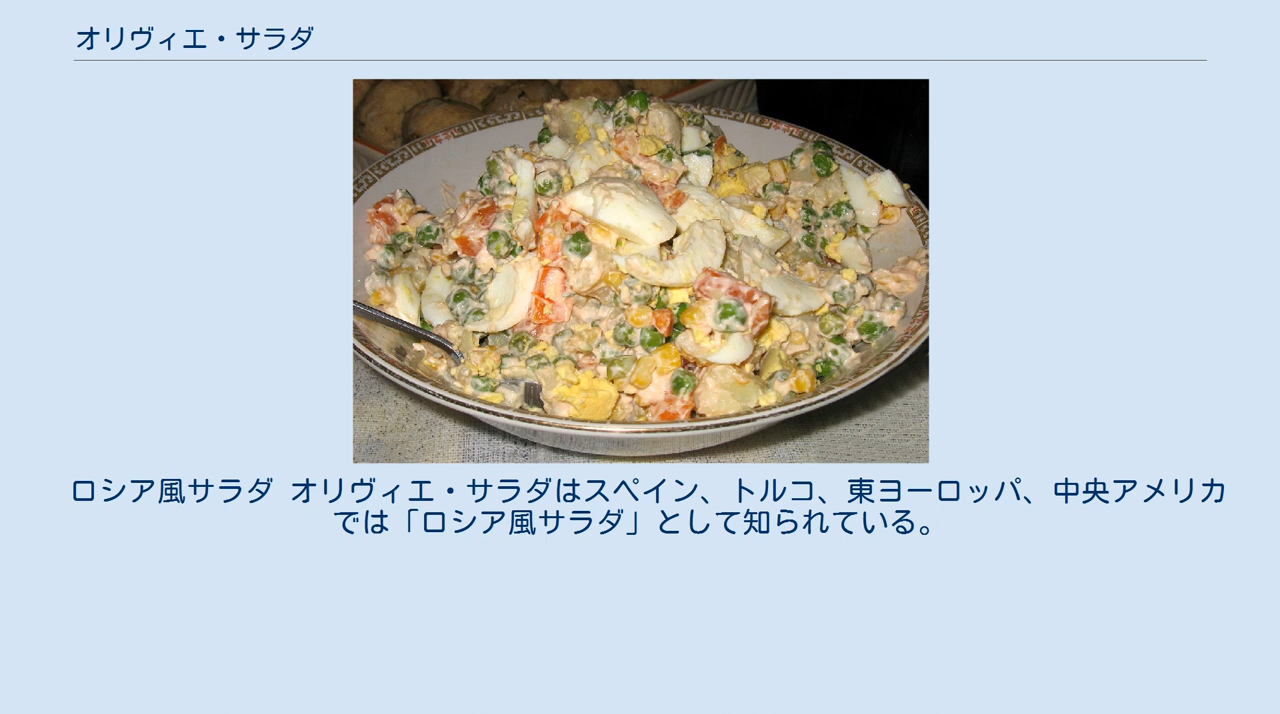 オリヴィエ・サラダ
ロシア風サラダ オリヴィエ・サラダはスペイン、トルコ、東ヨーロッパ、中央アメリカ
では「ロシア風サラダ」として知られている。